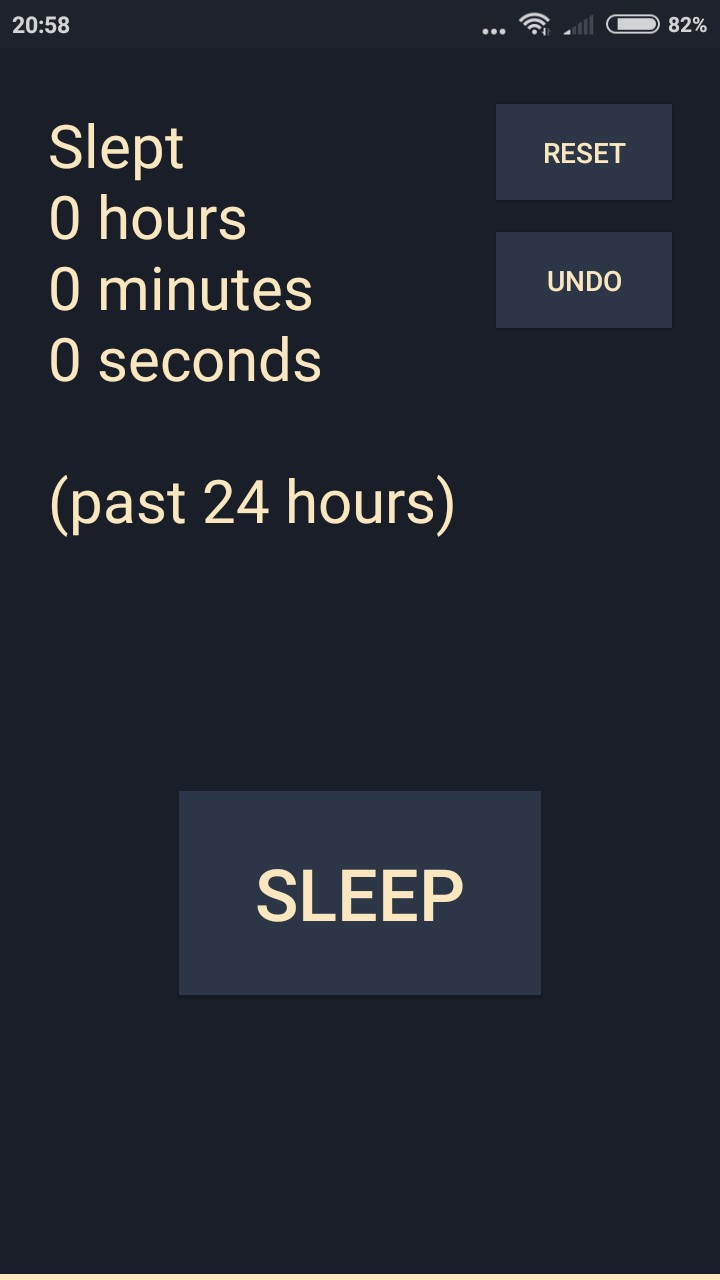 20:58
82%
Slept
0 hours
0 minutes
0 seconds
(past 24 hours)
RESET
UNDO
SLEEP